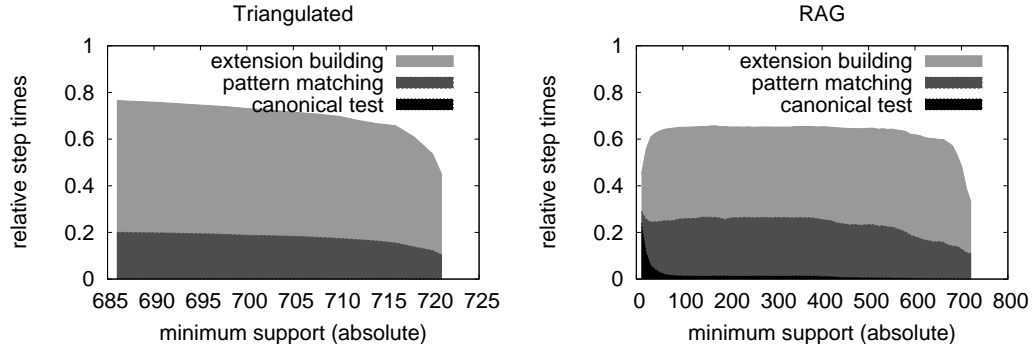 Triangulated
relative step times
1
0.8
0.6
0.4
0.2
0
extension building
pattern matching
canonical test
685 690 695 700 705 710 715 720 725
minimum support (absolute)
RAG
relative step times
1
0.8
0.6
0.4
0.2
0
extension building
pattern matching
canonical test
0 100 200 300 400 500 600 700 800
minimum support (absolute)